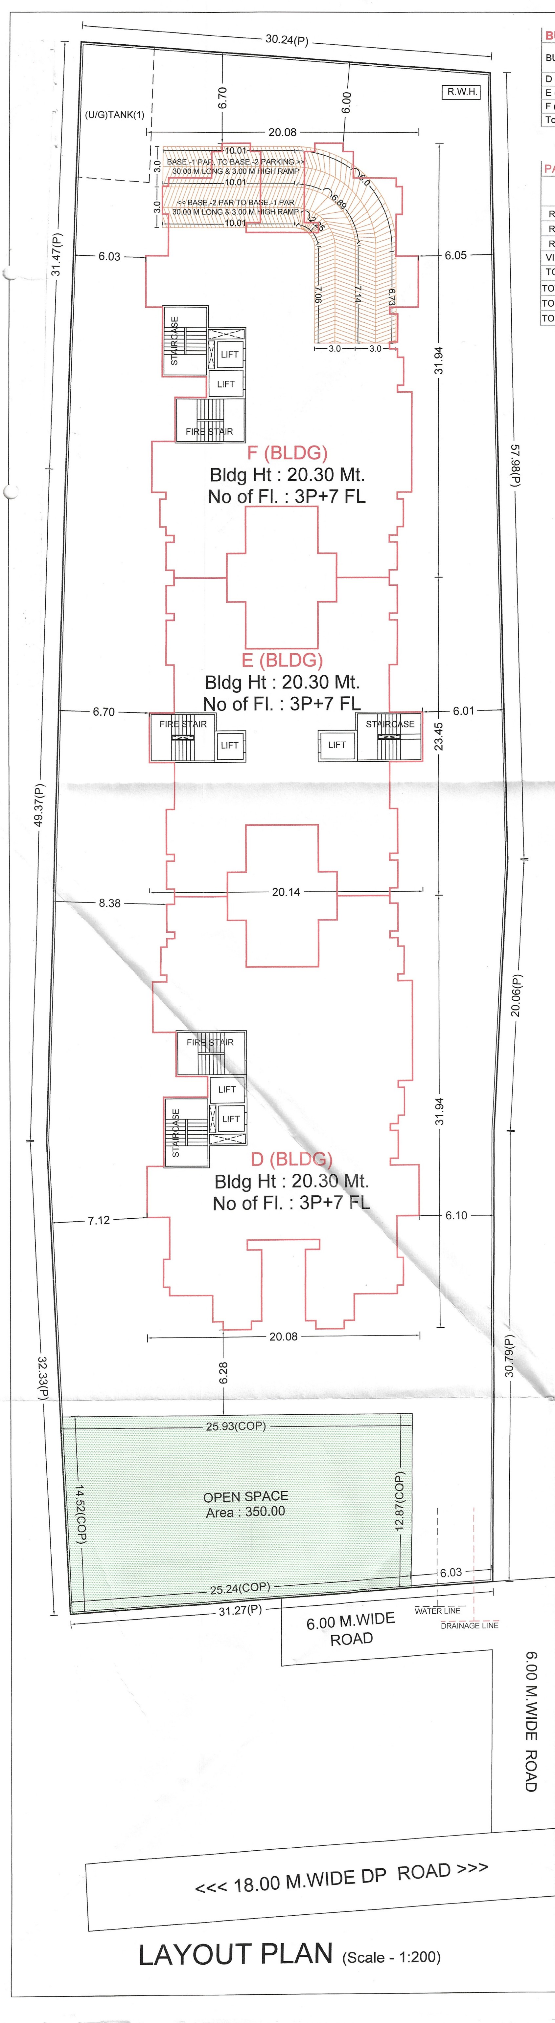 30.24(P)
(U/G)TANK(1)
6.70
6.00
R.W.H.
20.08
10.01
BASE -1 PAR. TO BASE -2 PARKING >>
30.00 M LONG & 3.00 M HIGH RAMP
10.01
<< BASE -2 PAR TO BASE -1 PAR
30.00 M LONG & 3.00 M HIGH RAMP
10.01
3.0
3.0
31.47(P)
6.03
6.05
7.14
6.73
3.0
3.0
31.94
STAIRCASE
LIFT
LIFT
FIRE STAIR
F (BLDG)
Bldg Ht : 20.30 Mt.
No of Fl. : 3P+7 FL
57.98(P)
E (BLDG)
Bldg Ht : 20.30 Mt.
No of Fl. : 3P+7 FL
6.70
6.01
FIRE STAIR
STAIRCASE
LIFT
LIFT
23.45
49.37(P)
8.38
20.14
20.06(P)
FIRE STAIR
LIFT
LIFT
STAIRCASE
31.94
D (BLDG)
Bldg Ht : 20.30 Mt.
No of Fl. : 3P+7 FL
7.12
6.10
20.08
6.28
32.33(P)
30.79(P)
25.93(COP)
14.52(COP)
OPEN SPACE
Area : 350.00
12.87(COP)
25.24(COP)
6.03
31.27(P)
WATER LINE
DRAINAGE LINE
6.00 M.WIDE
ROAD
6.00 M.WIDE ROAD
<<< 18.00 M.WIDE DP ROAD >>>
LAYOUT PLAN (Scale - 1:200)